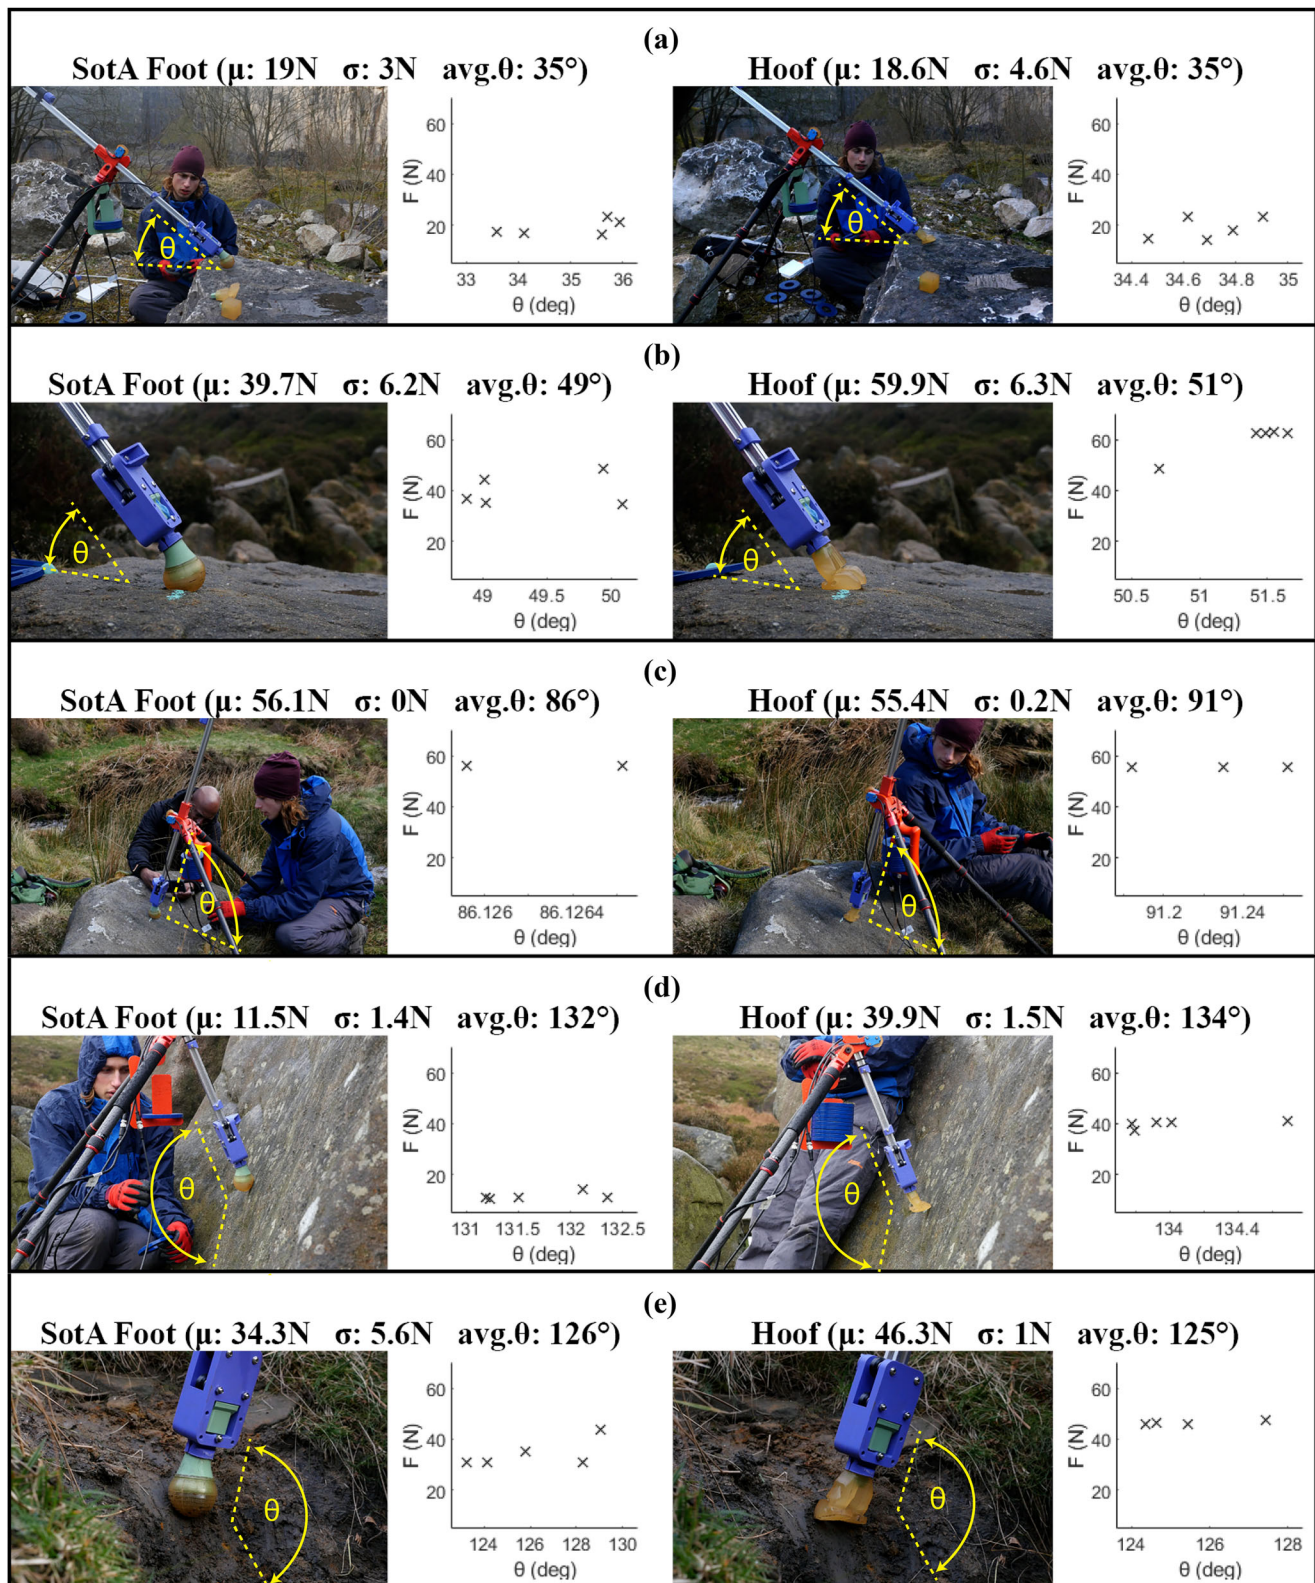 (a)
SotA Foot (μ: 19N σ: 3N avg.θ: 35°)
Hoof (μ: 18.6N σ: 4.6N avg.θ: 35°)
θ
F (N)
70
60
40
20
33 34 35 36
θ (deg)
θ
F (N)
60
40
20
34.4 34.6 34.8 35
θ (deg)
(b)
SotA Foot (μ: 39.7N σ: 6.2N avg.θ: 49°)
Hoof (μ: 59.9N σ: 6.3N avg.θ: 51°)
θ
F (N)
60
40
20
49 49.5 50
θ (deg)
θ
F (N)
60
40
20
50.5 51 51.5
θ (deg)
(c)
SotA Foot (μ: 56.1N σ: 0N avg.θ: 86°)
Hoof (μ: 55.4N σ: 0.2N avg.θ: 91°)
θ
F (N)
60
40
20
86.126 86.1264
θ (deg)
θ
F (N)
60
40
20
91.2 91.24
θ (deg)
(d)
SotA Foot (μ: 11.5N σ: 1.4N avg.θ: 132°)
Hoof (μ: 39.9N σ: 1.5N avg.θ: 134°)
θ
F (N)
60
40
20
131 131.5 132 132.5
θ (deg)
θ
F (N)
60
40
20
134 134.4
θ (deg)
(e)
SotA Foot (μ: 34.3N σ: 5.6N avg.θ: 126°)
Hoof (μ: 46.3N σ: 1N avg.θ: 125°)
θ
F (N)
60
40
20
124 126 128 130
θ (deg)
θ
F (N)
60
40
20
124 126 128
θ (deg)